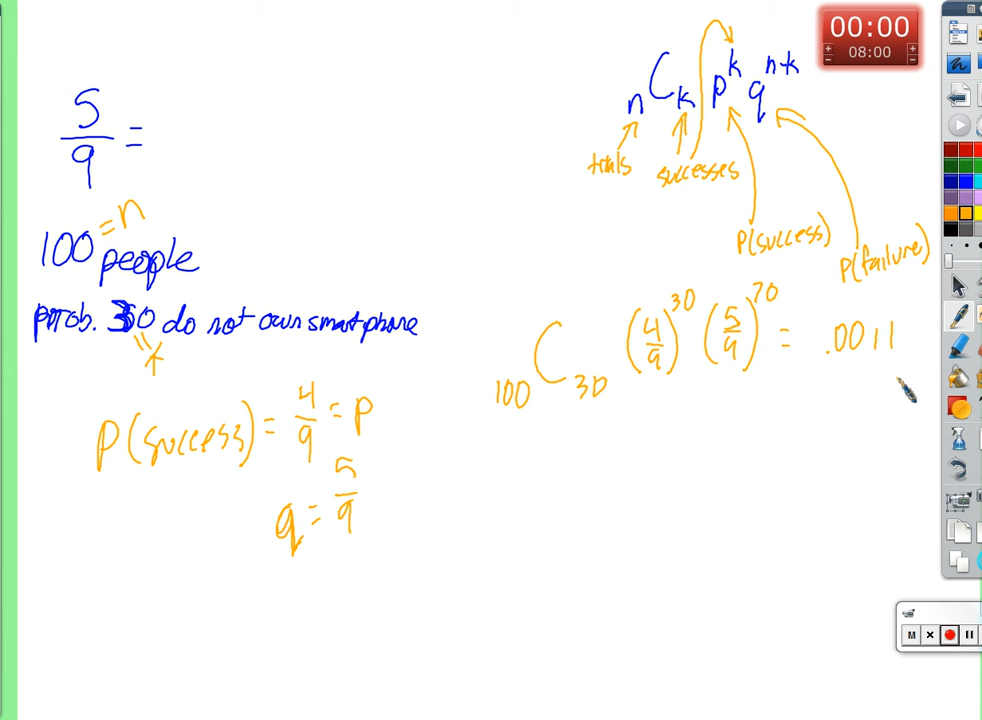 00:00
08:00
nCk p^k q^n-k
trials
successes
P(success)
P(failure)
5/9 =
= n
100 people
prob. 30 do not own smartphone
= k
P(success) = 4/9 = p
q = 5/9
100C30 (4/9)^30 (5/9)^70 = .0011
M